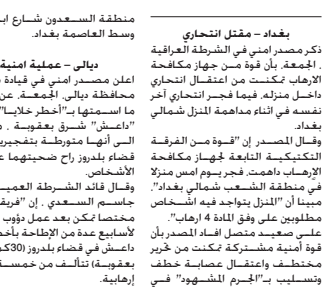 بغداد – مقتل انتحاري
ذكر مصدر امني في الشرطة العراقية
، الجمعة، بأن قوة من جهاز مكافحة
الارهاب تمكنت من اعتقال انتحاري
داخل منزله، فيما فجر انتحاري آخر
نفسه في اثناء مداهمة المنزل شمالي
بغداد.
وقال المصدر إن "قوة من الفرقة
التكتيكية التابعة لجهاز مكافحة
الإرهاب داهمت، فجر يوم امس منزلا
في منطقة الشعب شمالي بغداد"،
مبينا أن "المنزل يتواجد فيه اشخاص
مطلوبين على وفق المادة 4 ارهاب".
على صعيد متصل افاد المصدر بأن
قوة أمنية مشتركة تمكنت من تحرير
مختطف واعتقال عصابة خطف
وتسليب بـ"الجرم المشهود" في
منطقة السعدون شارع
وسط العاصمة بغداد.
ديالى – عملية امنية
اعلن مصدر امني في قيادة
محافظة ديالى، الجمعة، عن
ما اسمتها بـ"أخطر خلايا"
"داعش" شرق بعقوبة ،
الى أنها متورطة بتفجير
قضاء بلدروز راح ضحيتهما
الأشخاص.
وقال قائد الشرطة العميد
جاسم السعدي ، إن "فريقا
مختصا تمكن بعد عمل دؤوب
لأسابيع عدة من الإطاحة
داعش في قضاء بلدروز (30كم
بعقوبة) تتألف من خمسة
إرهابية.